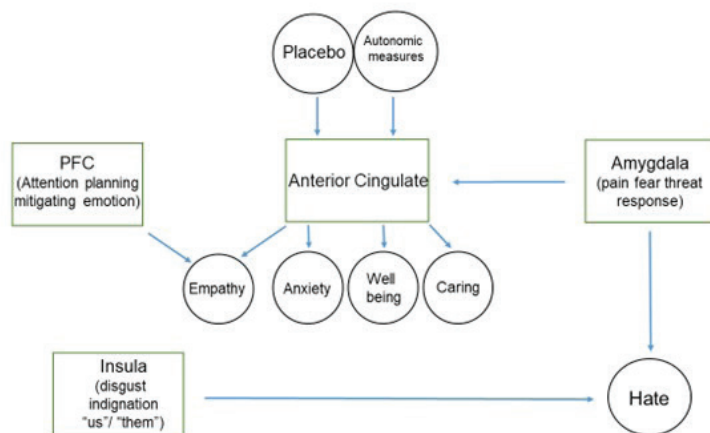 Placebo
Autonomic
measures
PFC
(Attention planning
mitigating emotion)
Anterior Cingulate
Amygdala
(pain fear threat
response)
Empathy
Anxiety
Well
being
Caring
Insula
(disgust
indignation
“us”/ “them”)
Hate